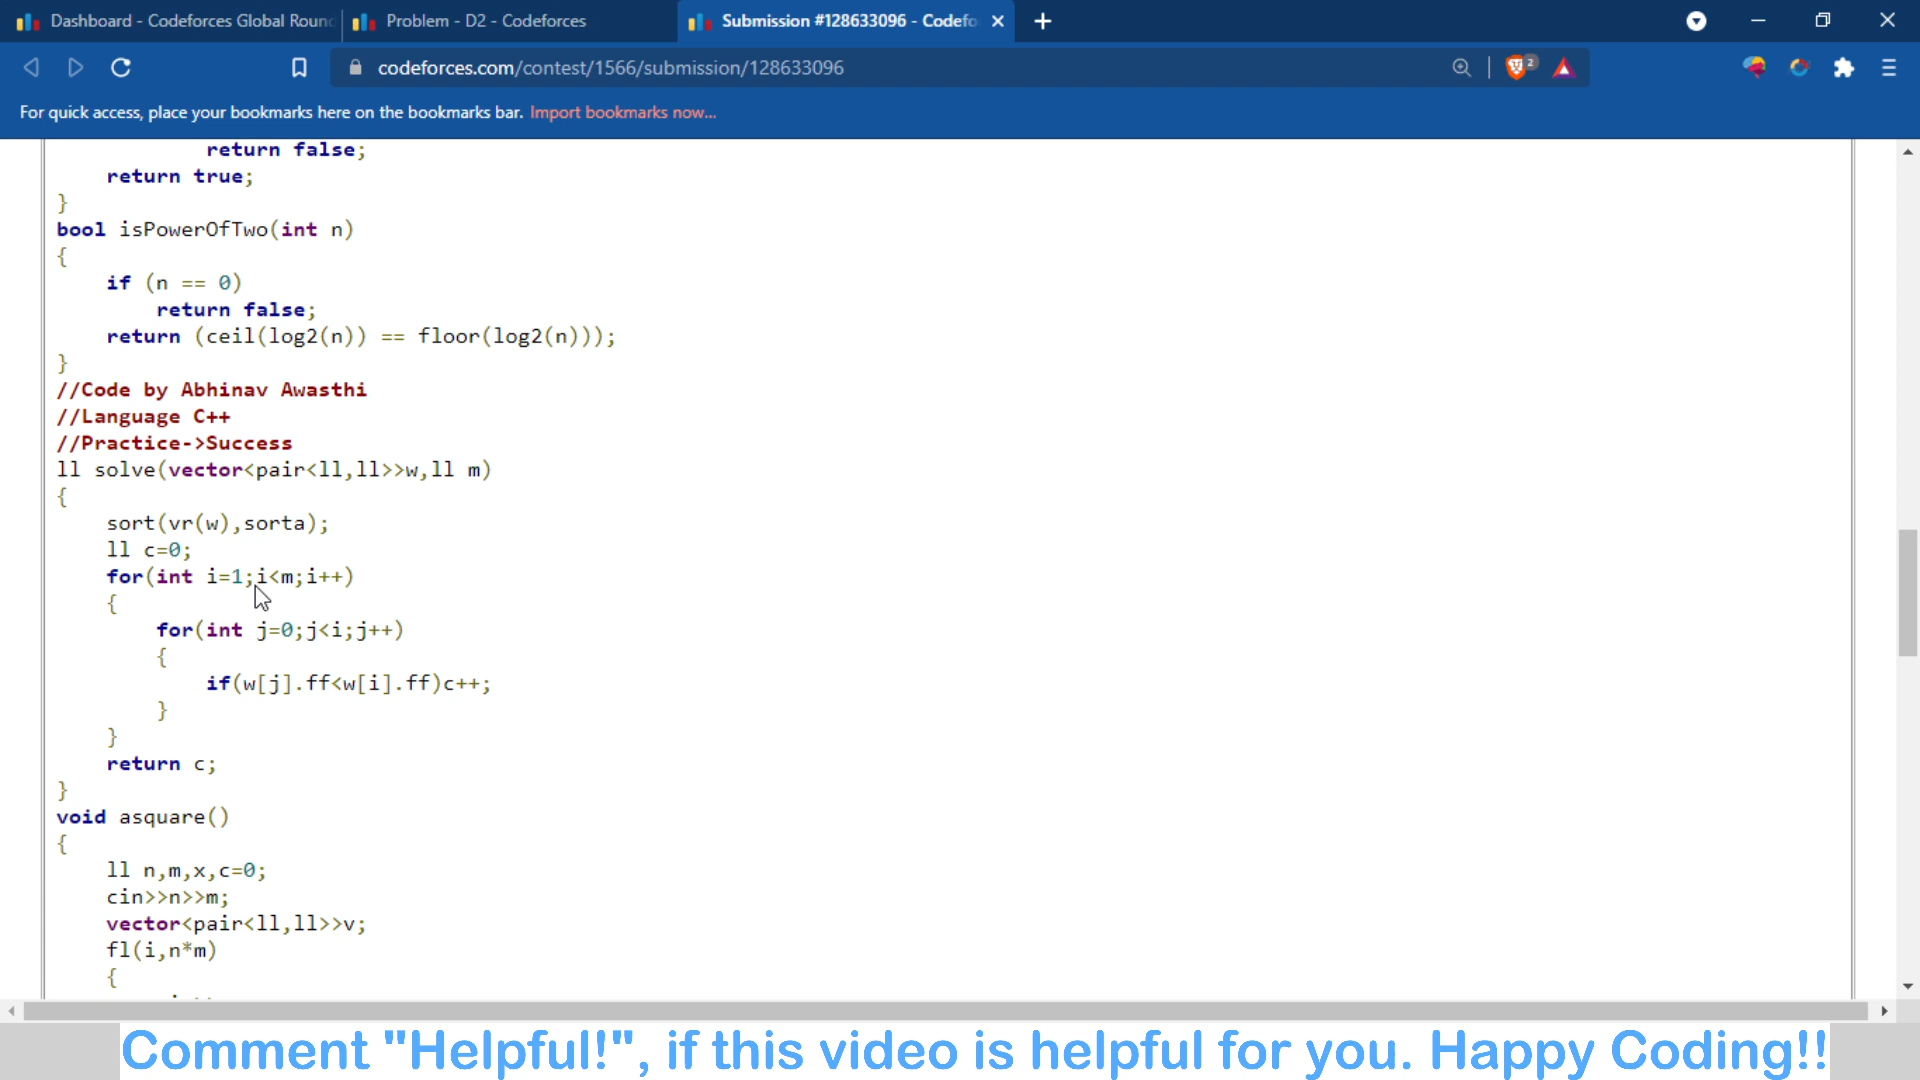 Dashboard - Codeforces Global Round
Problem - D2 - Codeforces
Submission #128633096 - Codefo
codeforces.com/contest/1566/submission/128633096
2
For quick access, place your bookmarks here on the bookmarks bar. Import bookmarks now...
return false;
return true;
}
bool isPowerOfTwo(int n)
{
if (n == 0)
return false;
return (ceil(log2(n)) == floor(log2(n)));
}
//Code by Abhinav Awasthi
//Language C++
//Practice->Success
ll solve(vector<pair<ll,ll>>w,ll m)
{
sort(vr(w),sorta);
ll c=0;
for(int i=1;i<m;i++)
{
for(int j=0;j<i;j++)
{
if(w[j].ff<w[i].ff)c++;
}
}
return c;
}
void asquare()
{
ll n,m,x,c=0;
cin>>n>>m;
vector<pair<ll,ll>>v;
fl(i,n*m)
{
Comment "Helpful!", if this video is helpful for you. Happy Coding!!